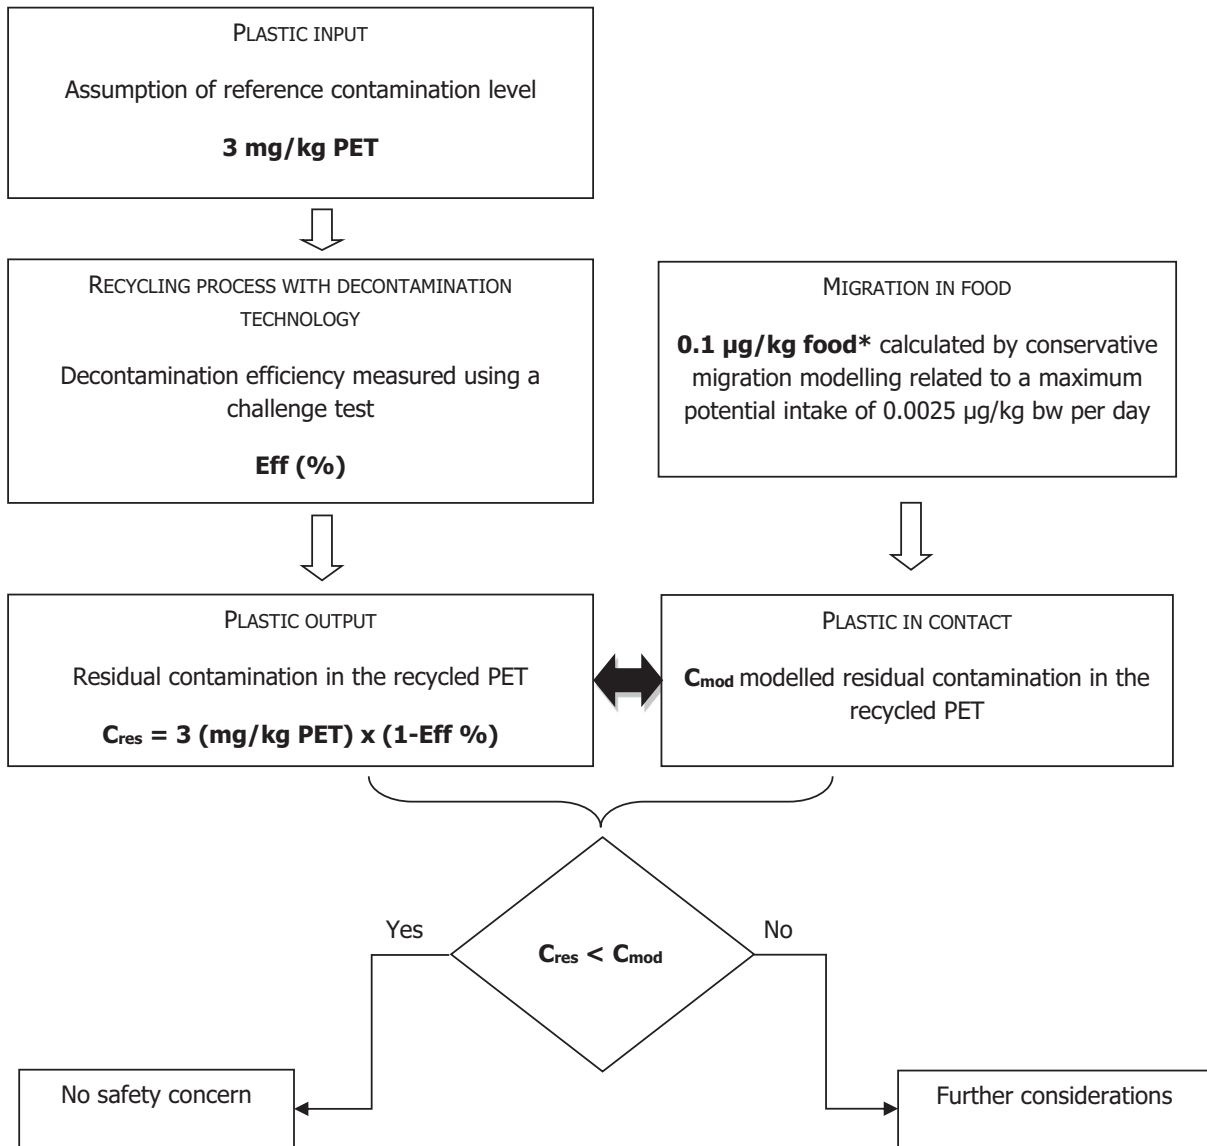 PLASTIC INPUT
Assumption of reference contamination level
3 mg/kg PET
RECYCLING PROCESS WITH DECONTAMINATION
TECHNOLOGY
Decontamination efficiency measured using a
challenge test
Eff (%)
MIGRATION IN FOOD
0.1 µg/kg food* calculated by conservative
migration modelling related to a maximum
potential intake of 0.0025 µg/kg bw per day
PLASTIC OUTPUT
Residual contamination in the recycled PET
Cres = 3 (mg/kg PET) x (1-Eff %)
PLASTIC IN CONTACT
Cmod modelled residual contamination in the
recycled PET
Yes
Cres < Cmod
No
No safety concern
Further considerations